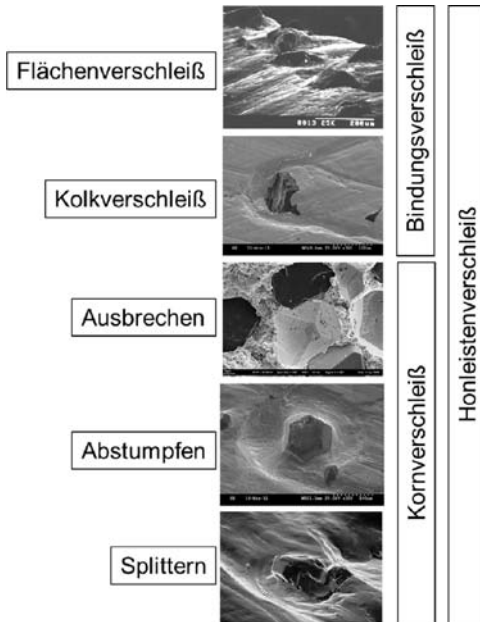 Flächenverschleiß
Kolkverschleiß
Ausbrechen
Abstumpfen
Splittern
Bindungsverschleiß
Kornverschleiß
Honleistenverschleiß